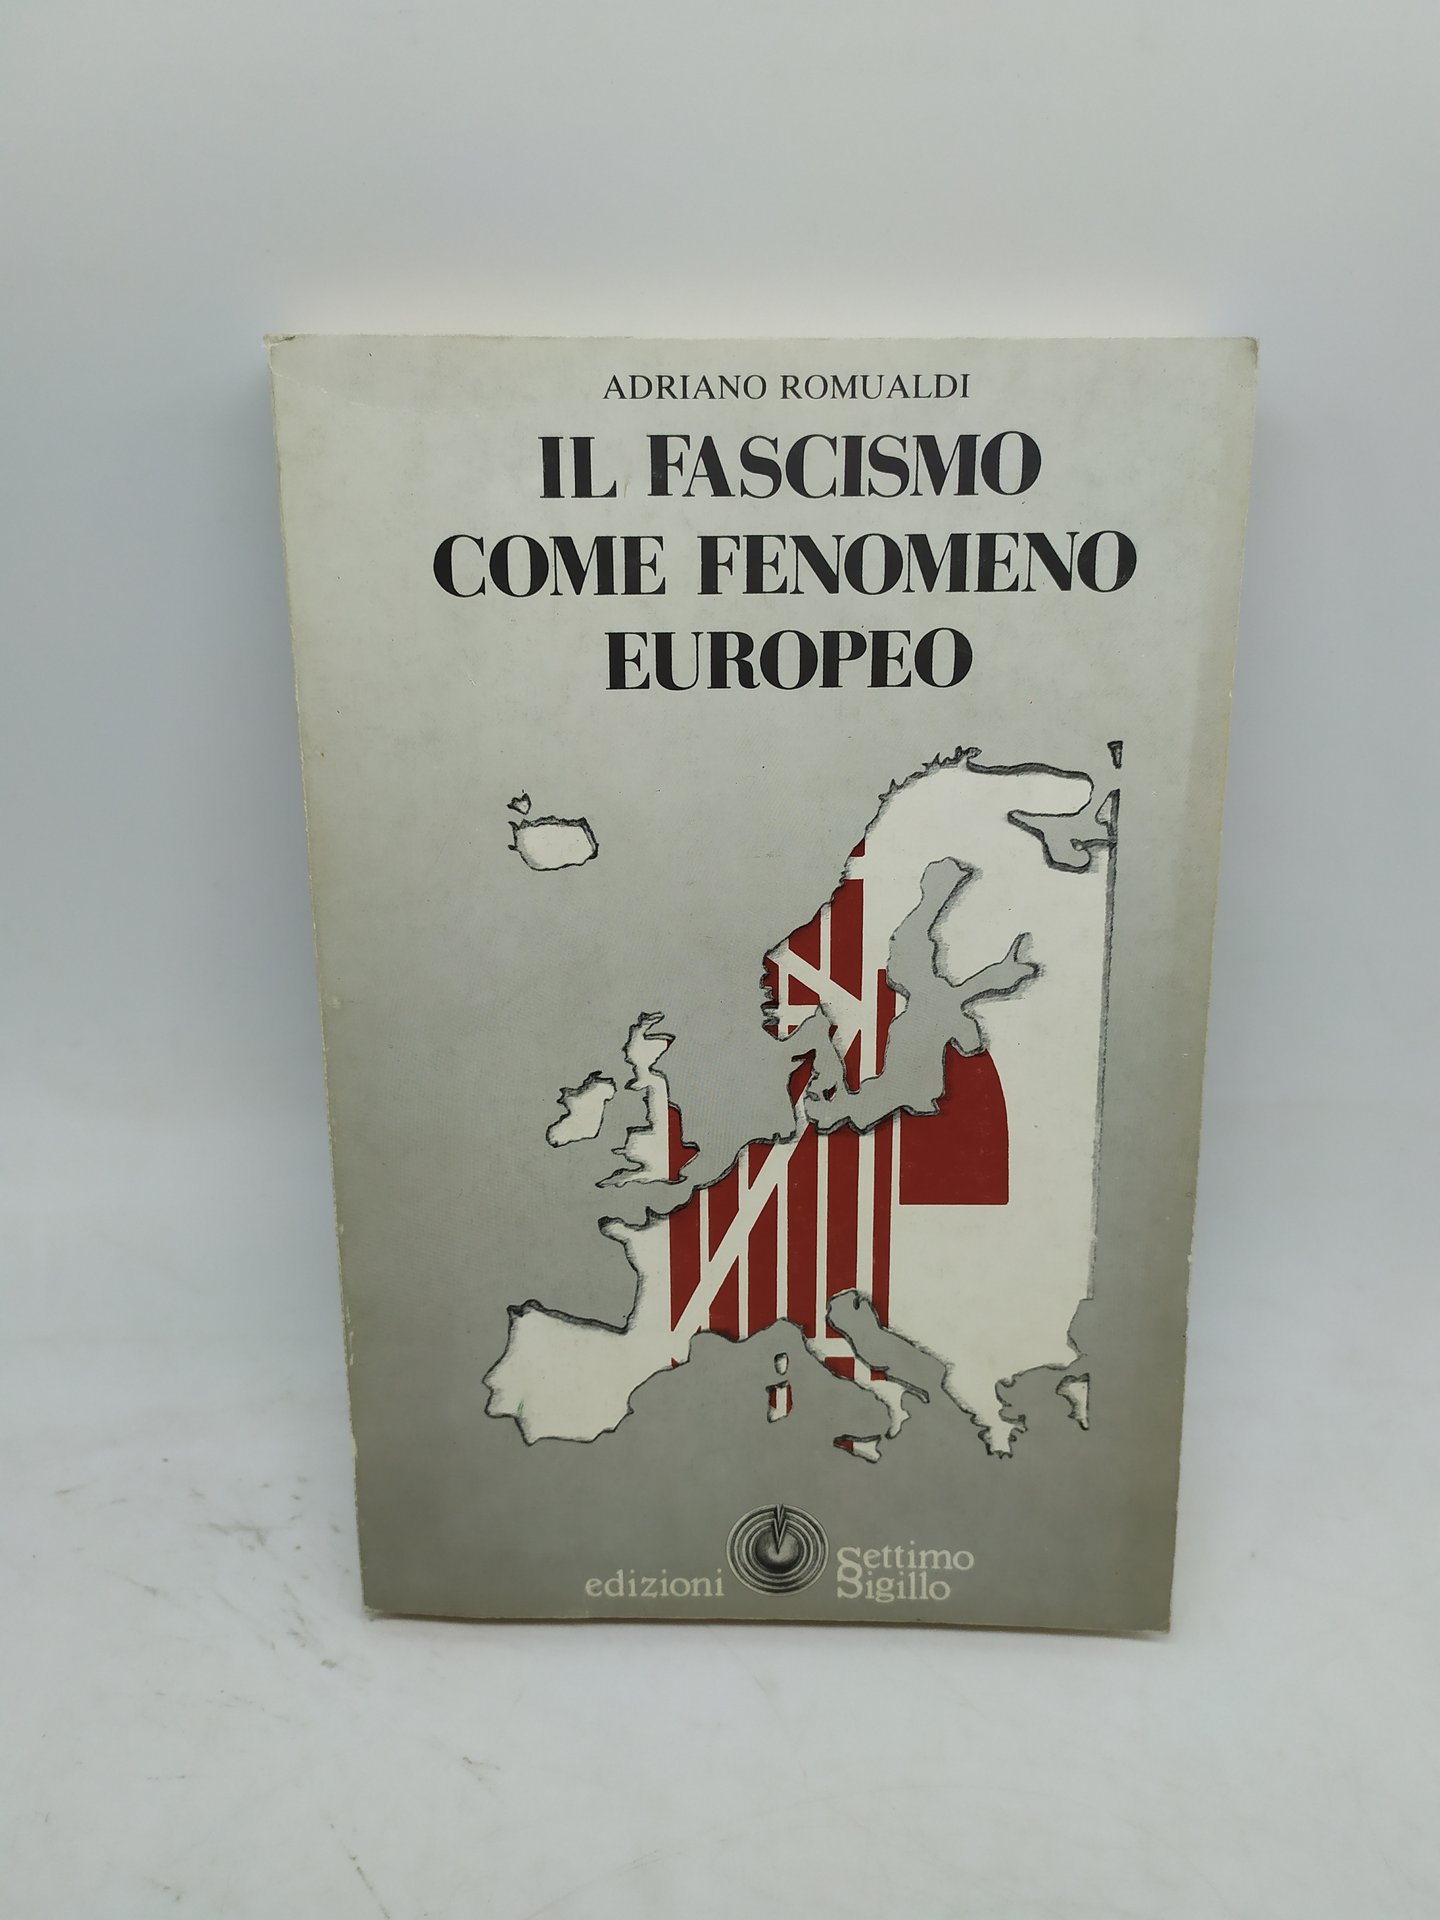 ADRIANO ROMUALDI
IL FASCISMO
COME FENOMENO
EUROPEO
edizioni Settimo
Sigillo